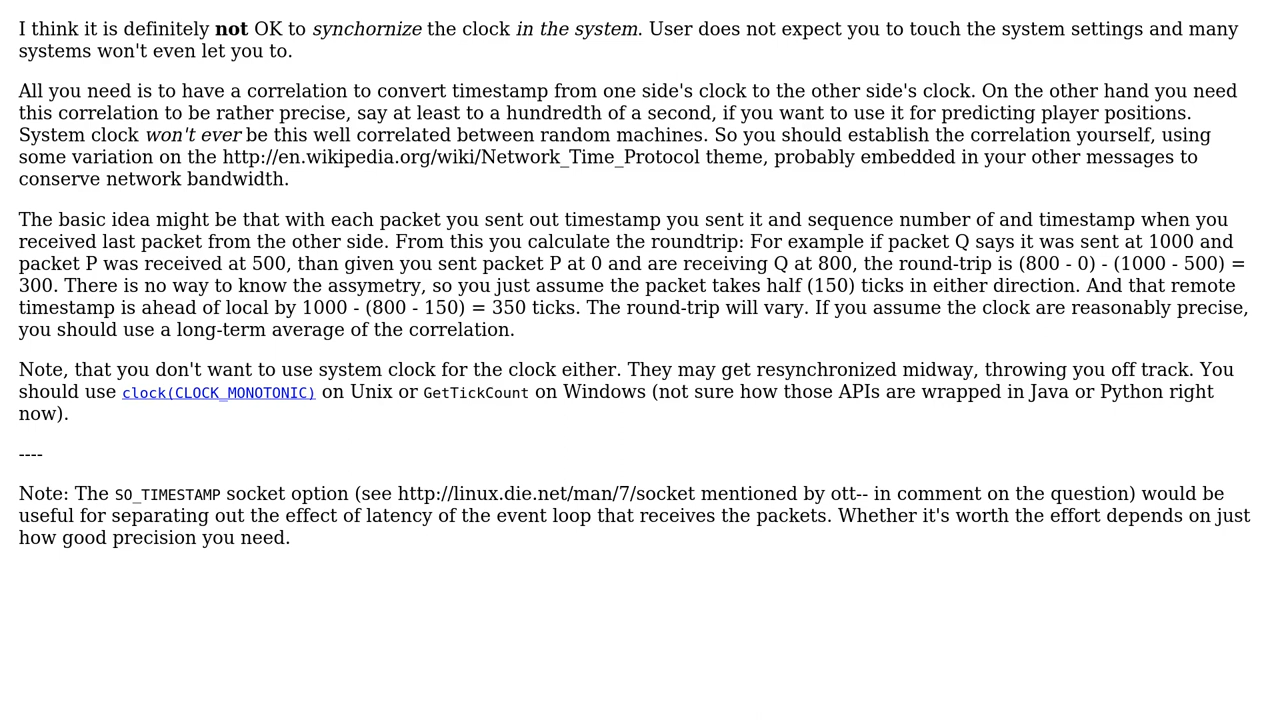 I think it is definitely not OK to synchornize the clock in the system. User does not expect you to touch the system settings and many
systems won't even let you to.
All you need is to have a correlation to convert timestamp from one side's clock to the other side's clock. On the other hand you need
this correlation to be rather precise, say at least to a hundredth of a second, if you want to use it for predicting player positions.
System clock won't ever be this well correlated between random machines. So you should establish the correlation yourself, using
some variation on the http://en.wikipedia.org/wiki/Network_Time_Protocol theme, probably embedded in your other messages to
conserve network bandwidth.
The basic idea might be that with each packet you sent out timestamp you sent it and sequence number of and timestamp when you
received last packet from the other side. From this you calculate the roundtrip: For example if packet Q says it was sent at 1000 and
packet P was received at 500, than given you sent packet P at 0 and are receiving Q at 800, the round-trip is (800 - 0) - (1000 - 500) =
300. There is no way to know the assymetry, so you just assume the packet takes half (150) ticks in either direction. And that remote
timestamp is ahead of local by 1000 - (800 - 150) = 350 ticks. The round-trip will vary. If you assume the clock are reasonably precise,
you should use a long-term average of the correlation.
Note, that you don't want to use system clock for the clock either. They may get resynchronized midway, throwing you off track. You
should use clock(CLOCK_MONOTONIC) on Unix or GetTickCount on Windows (not sure how those APIs are wrapped in Java or Python right
now).
----
Note: The SO_TIMESTAMP socket option (see http://linux.die.net/man/7/socket mentioned by ott-- in comment on the question) would be
useful for separating out the effect of latency of the event loop that receives the packets. Whether it's worth the effort depends on just
how good precision you need.